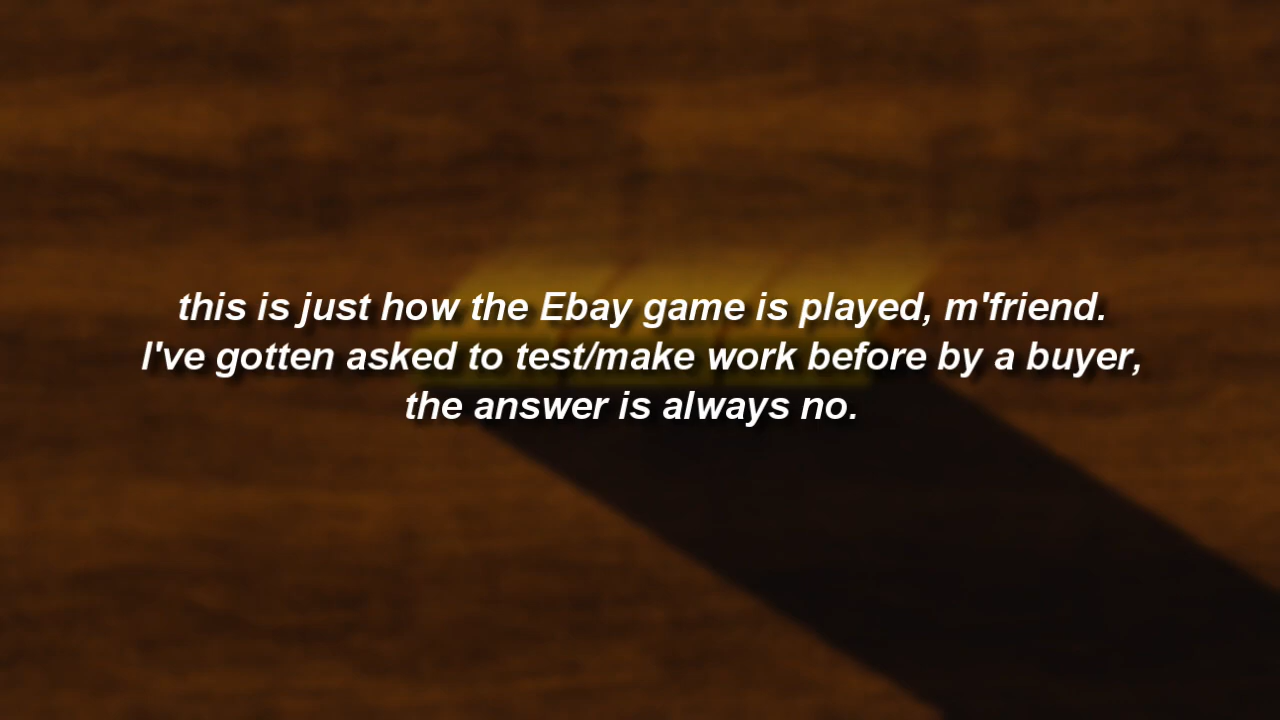 this is just how the Ebay game is played, m'friend.
I've gotten asked to test/make work before by a buyer,
the answer is always no.